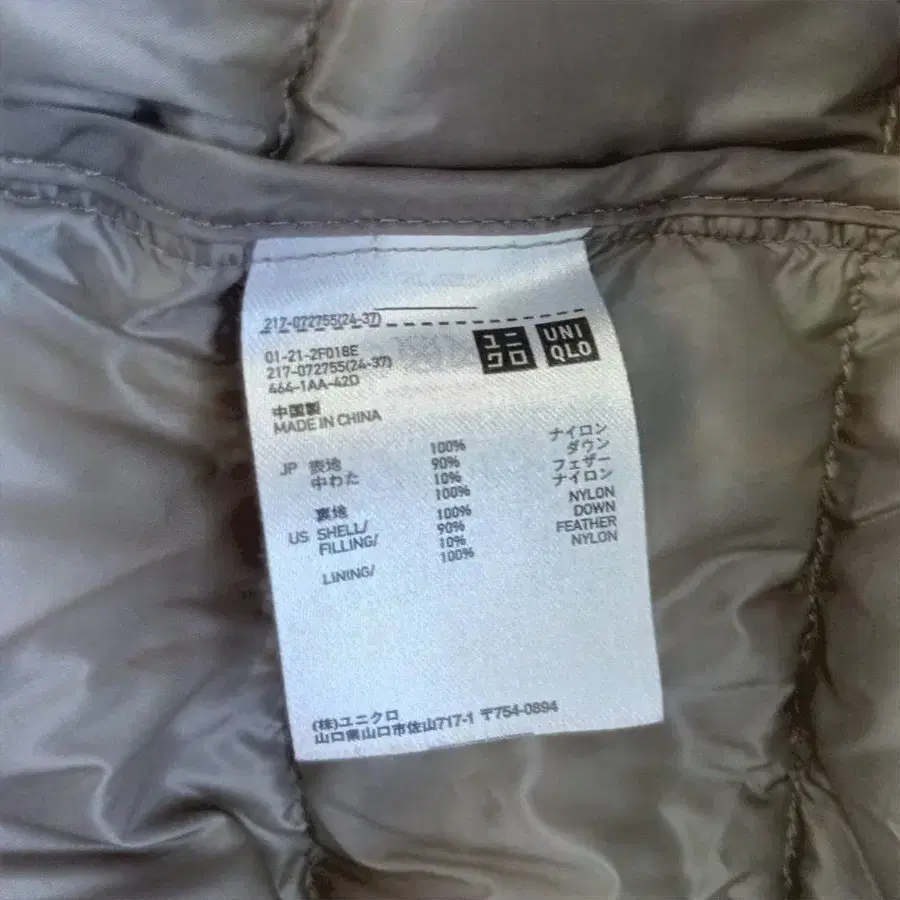 217-072755(24-37)
ユニ
クロ
UNI
QLO
01-21-2F018E
217-072755(24-37)
464-1AA-42D
中国製
MADE IN CHINA
JP 表地 100% ナイロン
中わた 90% ダウン
10% フェザー
裏地 100% ナイロン
US SHELL/ 100% NYLON
FILLING/ 90% DOWN
10% FEATHER
LINING/ 100% NYLON
(株)ユニクロ
山口県山口市佐山717-1 〒754-0894